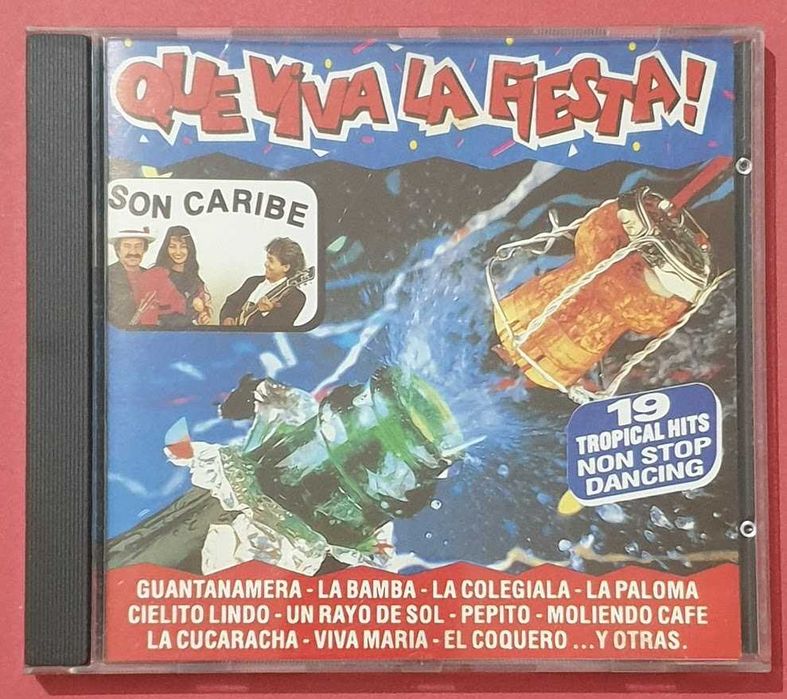 QUE VIVA LA FIESTA!
SON CARIBE
19
TROPICAL HITS
NON STOP
DANCING
GUANTANAMERA - LA BAMBA - LA COLEGIALA - LA PALOMA
CIELITO LINDO - UN RAYO DE SOL - PEPITO - MOLIENDO CAFE
LA CUCARACHA - VIVA MARIA - EL COQUERO ... Y OTRAS.